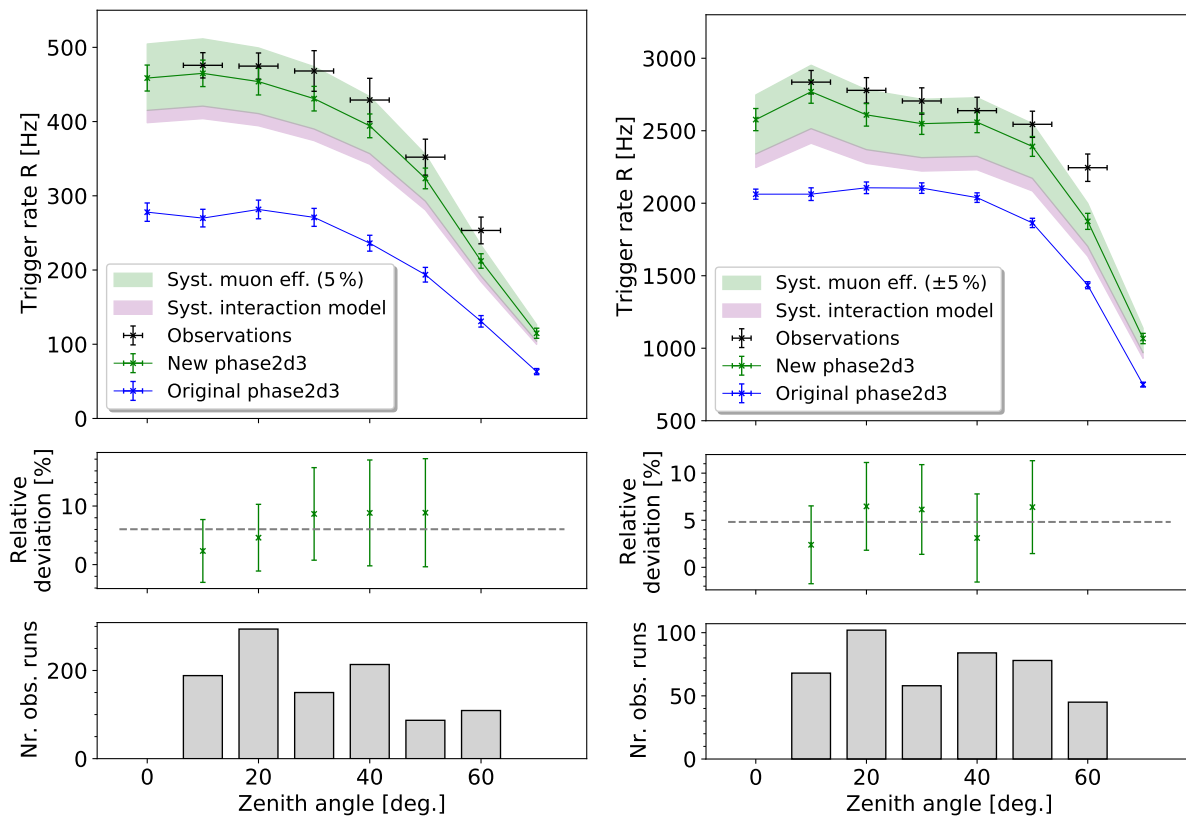 500
400
300
200
100
0
Trigger rate R [Hz]
Syst. muon eff. (5 %)
Syst. interaction model
Observations
New phase2d3
Original phase2d3
10
0
Relative
deviation [%]
200
0
Nr. obs. runs
0 20 40 60
Zenith angle [deg.]
3000
2500
2000
1500
1000
500
Trigger rate R [Hz]
Syst. muon eff. (±5 %)
Syst. interaction model
Observations
New phase2d3
Original phase2d3
10
5
0
Relative
deviation [%]
100
50
0
Nr. obs. runs
0 20 40 60
Zenith angle [deg.]